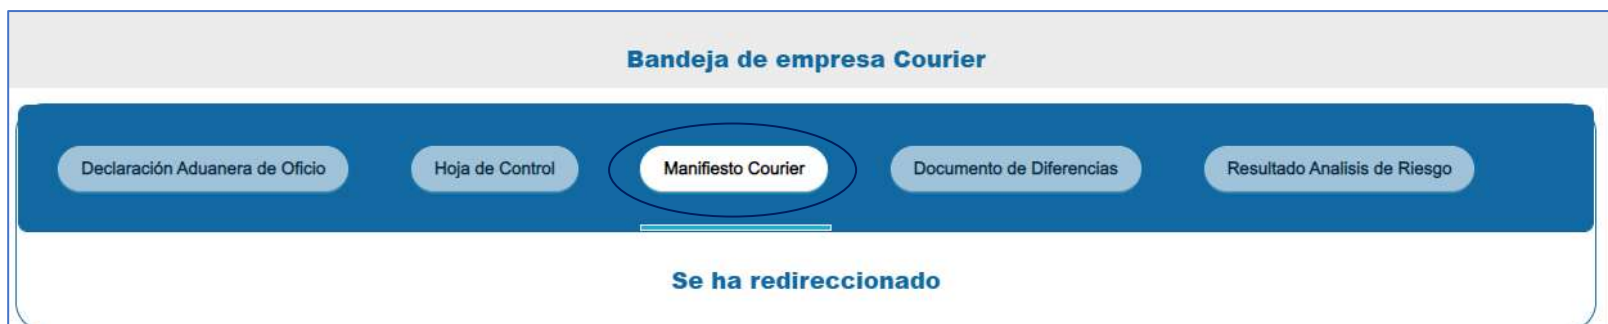 Bandeja de empresa Courier
Declaración Aduanera de Oficio
Hoja de Control
Manifiesto Courier
Documento de Diferencias
Resultado Analisis de Riesgo
Se ha redireccionado